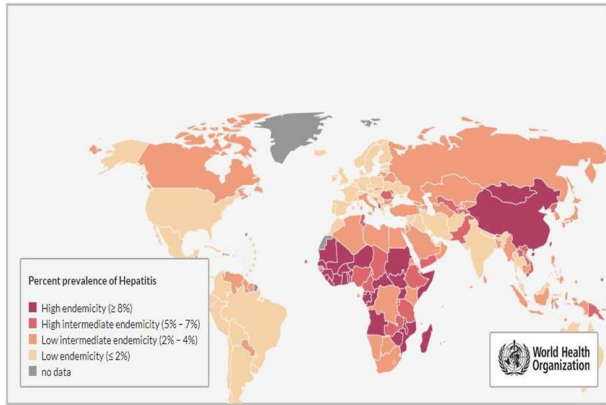 Percent prevalence of Hepatitis
High endemicity (≥ 8%)
High intermediate endemicity (5% – 7%)
Low intermediate endemicity (2% – 4%)
Low endemicity (≤ 2%)
no data
World Health
Organization